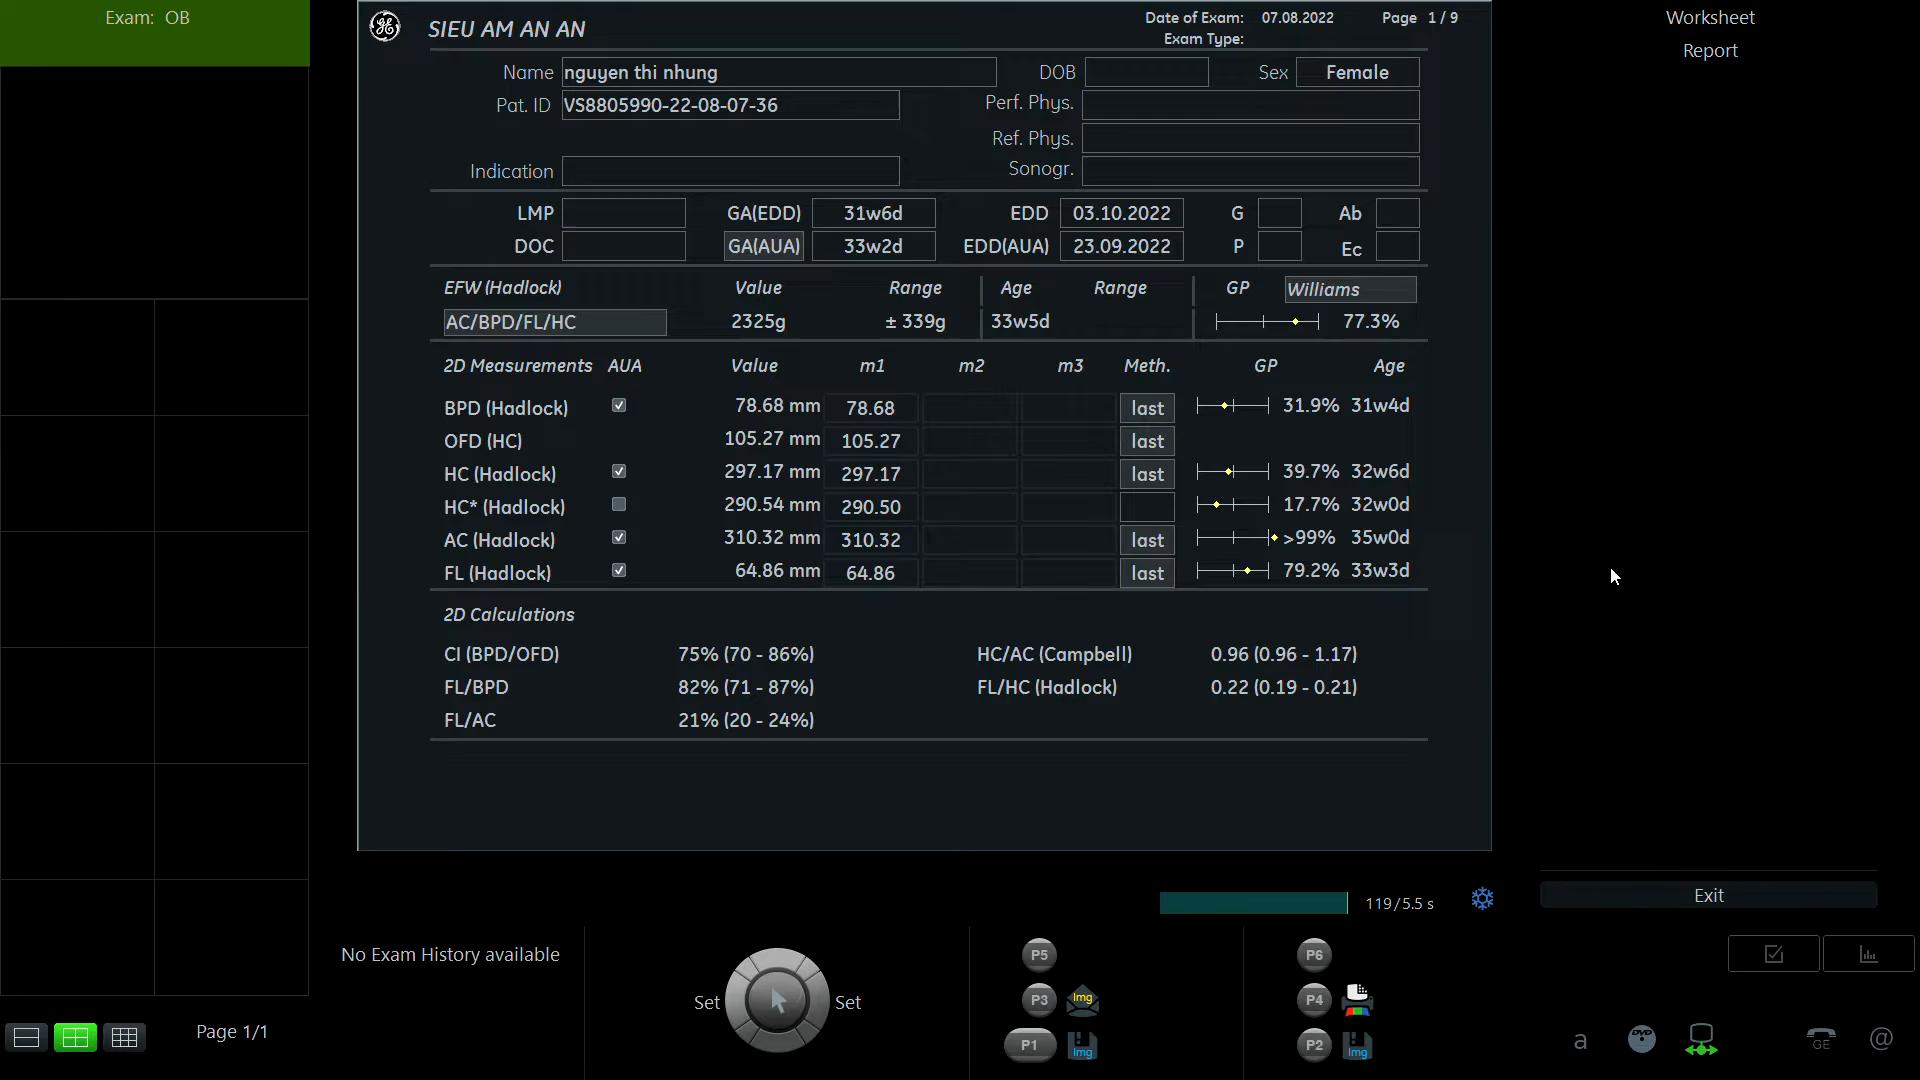 Exam: OB
SIEU AM AN AN
Date of Exam: 07.08.2022 Page 1 / 9
Exam Type:
Name nguyen thi nhung DOB Sex Female
Pat. ID VS8805990-22-08-07-36 Perf. Phys.
Ref. Phys.
Indication Sonogr.
LMP GA(EDD) 31w6d EDD 03.10.2022 G Ab
DOC GA(AUA) 33w2d EDD(AUA) 23.09.2022 P Ec
EFW (Hadlock) Value Range Age Range GP Williams
AC/BPD/FL/HC 2325g ± 339g 33w5d 77.3%
2D Measurements AUA Value m1 m2 m3 Meth. GP Age
BPD (Hadlock) 78.68 mm 78.68 last 31.9% 31w4d
OFD (HC) 105.27 mm 105.27 last
HC (Hadlock) 297.17 mm 297.17 last 39.7% 32w6d
HC* (Hadlock) 290.54 mm 290.50 17.7% 32w0d
AC (Hadlock) 310.32 mm 310.32 last >99% 35w0d
FL (Hadlock) 64.86 mm 64.86 last 79.2% 33w3d
2D Calculations
CI (BPD/OFD) 75% (70 - 86%) HC/AC (Campbell) 0.96 (0.96 - 1.17)
FL/BPD 82% (71 - 87%) FL/HC (Hadlock) 0.22 (0.19 - 0.21)
FL/AC 21% (20 - 24%)
Worksheet
Report
119/5.5 s
Exit
No Exam History available
Set Set
P5 P6
P3 Img P4
P1 Img P2 Img
Page 1/1
a DVD GE @